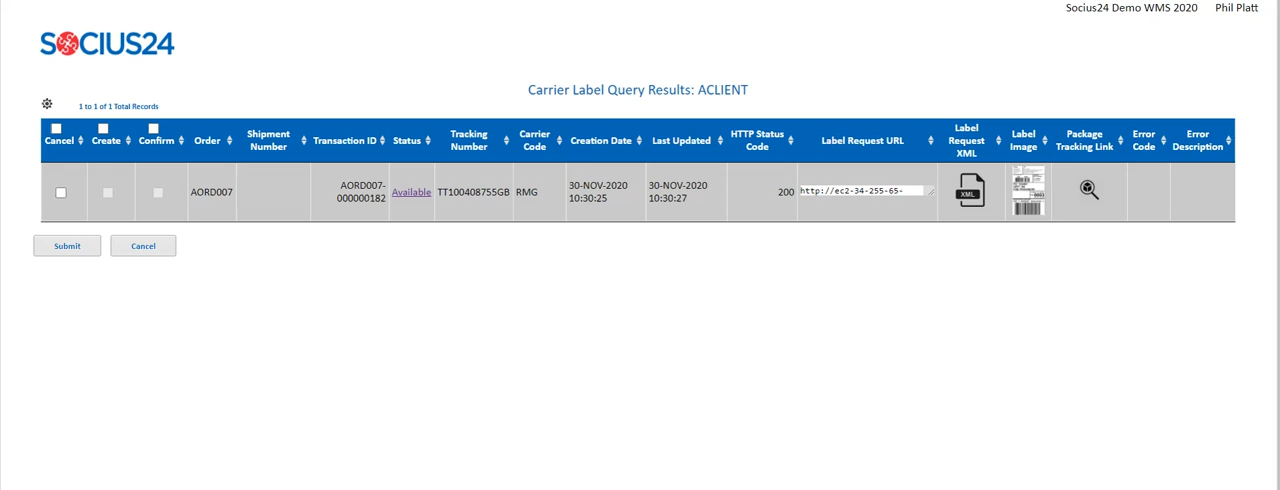 Socius24 Demo WMS 2020 Phil Platt
SOCIUS24
Carrier Label Query Results: ACLIENT
1 to 1 of 1 Total Records
Cancel Create Confirm Order Shipment Number Transaction ID Status Tracking Number Carrier Code Creation Date Last Updated HTTP Status Code Label Request URL Label Request XML Label Image Package Tracking Link Error Code Error Description
AORD007 AORD007-000000182 Available TT100408755GB RMG 30-NOV-2020 10:30:25 30-NOV-2020 10:30:27 200 http://ec2-34-255-65- XML
Submit Cancel